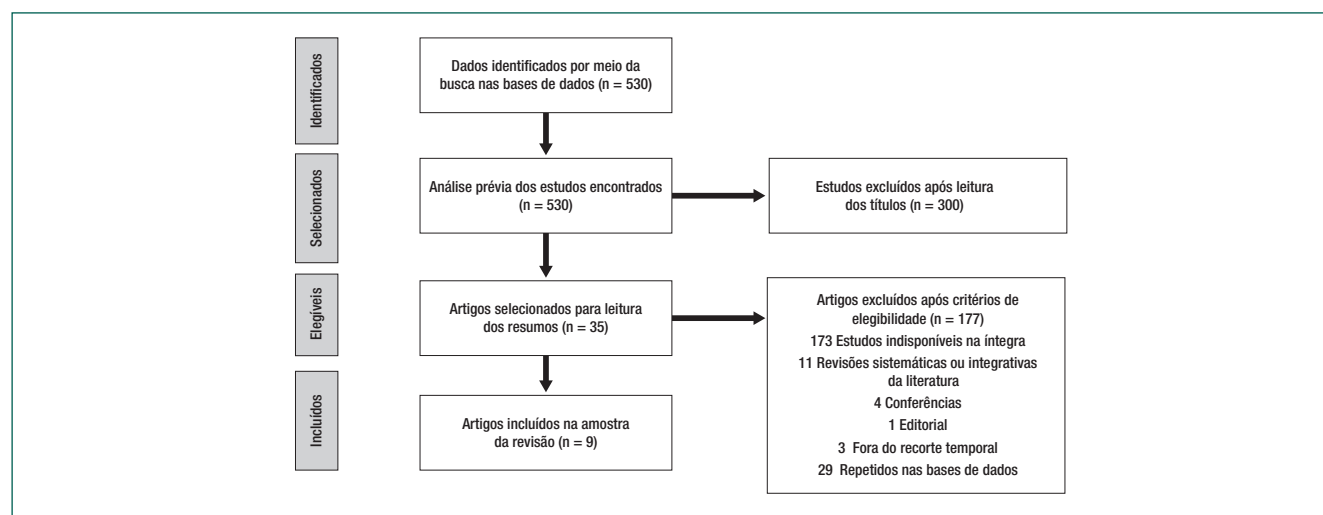 Identificados
Dados identificados por meio da
busca nas bases de dados (n = 530)
Selecionados
Análise prévia dos estudos encontrados
(n = 530)
Estudos excluídos após leitura
dos títulos (n = 300)
Elegíveis
Artigos selecionados para leitura
dos resumos (n = 35)
Artigos excluídos após critérios de
elegibilidade (n = 177)
173 Estudos indisponíveis na íntegra
11 Revisões sistemáticas ou integrativas
da literatura
4 Conferências
1 Editorial
3 Fora do recorte temporal
29 Repetidos nas bases de dados
Incluídos
Artigos incluídos na amostra
da revisão (n = 9)